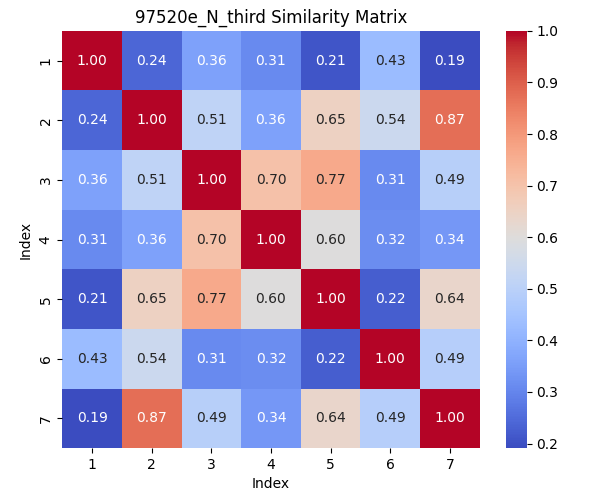 97520e_N_third Similarity Matrix
1 1.00 0.24 0.36 0.31 0.21 0.43 0.19
2 0.24 1.00 0.51 0.36 0.65 0.54 0.87
3 0.36 0.51 1.00 0.70 0.77 0.31 0.49
4 0.31 0.36 0.70 1.00 0.60 0.32 0.34
5 0.21 0.65 0.77 0.60 1.00 0.22 0.64
6 0.43 0.54 0.31 0.32 0.22 1.00 0.49
7 0.19 0.87 0.49 0.34 0.64 0.49 1.00
1 2 3 4 5 6 7
Index
Index
1.0
0.9
0.8
0.7
0.6
0.5
0.4
0.3
0.2